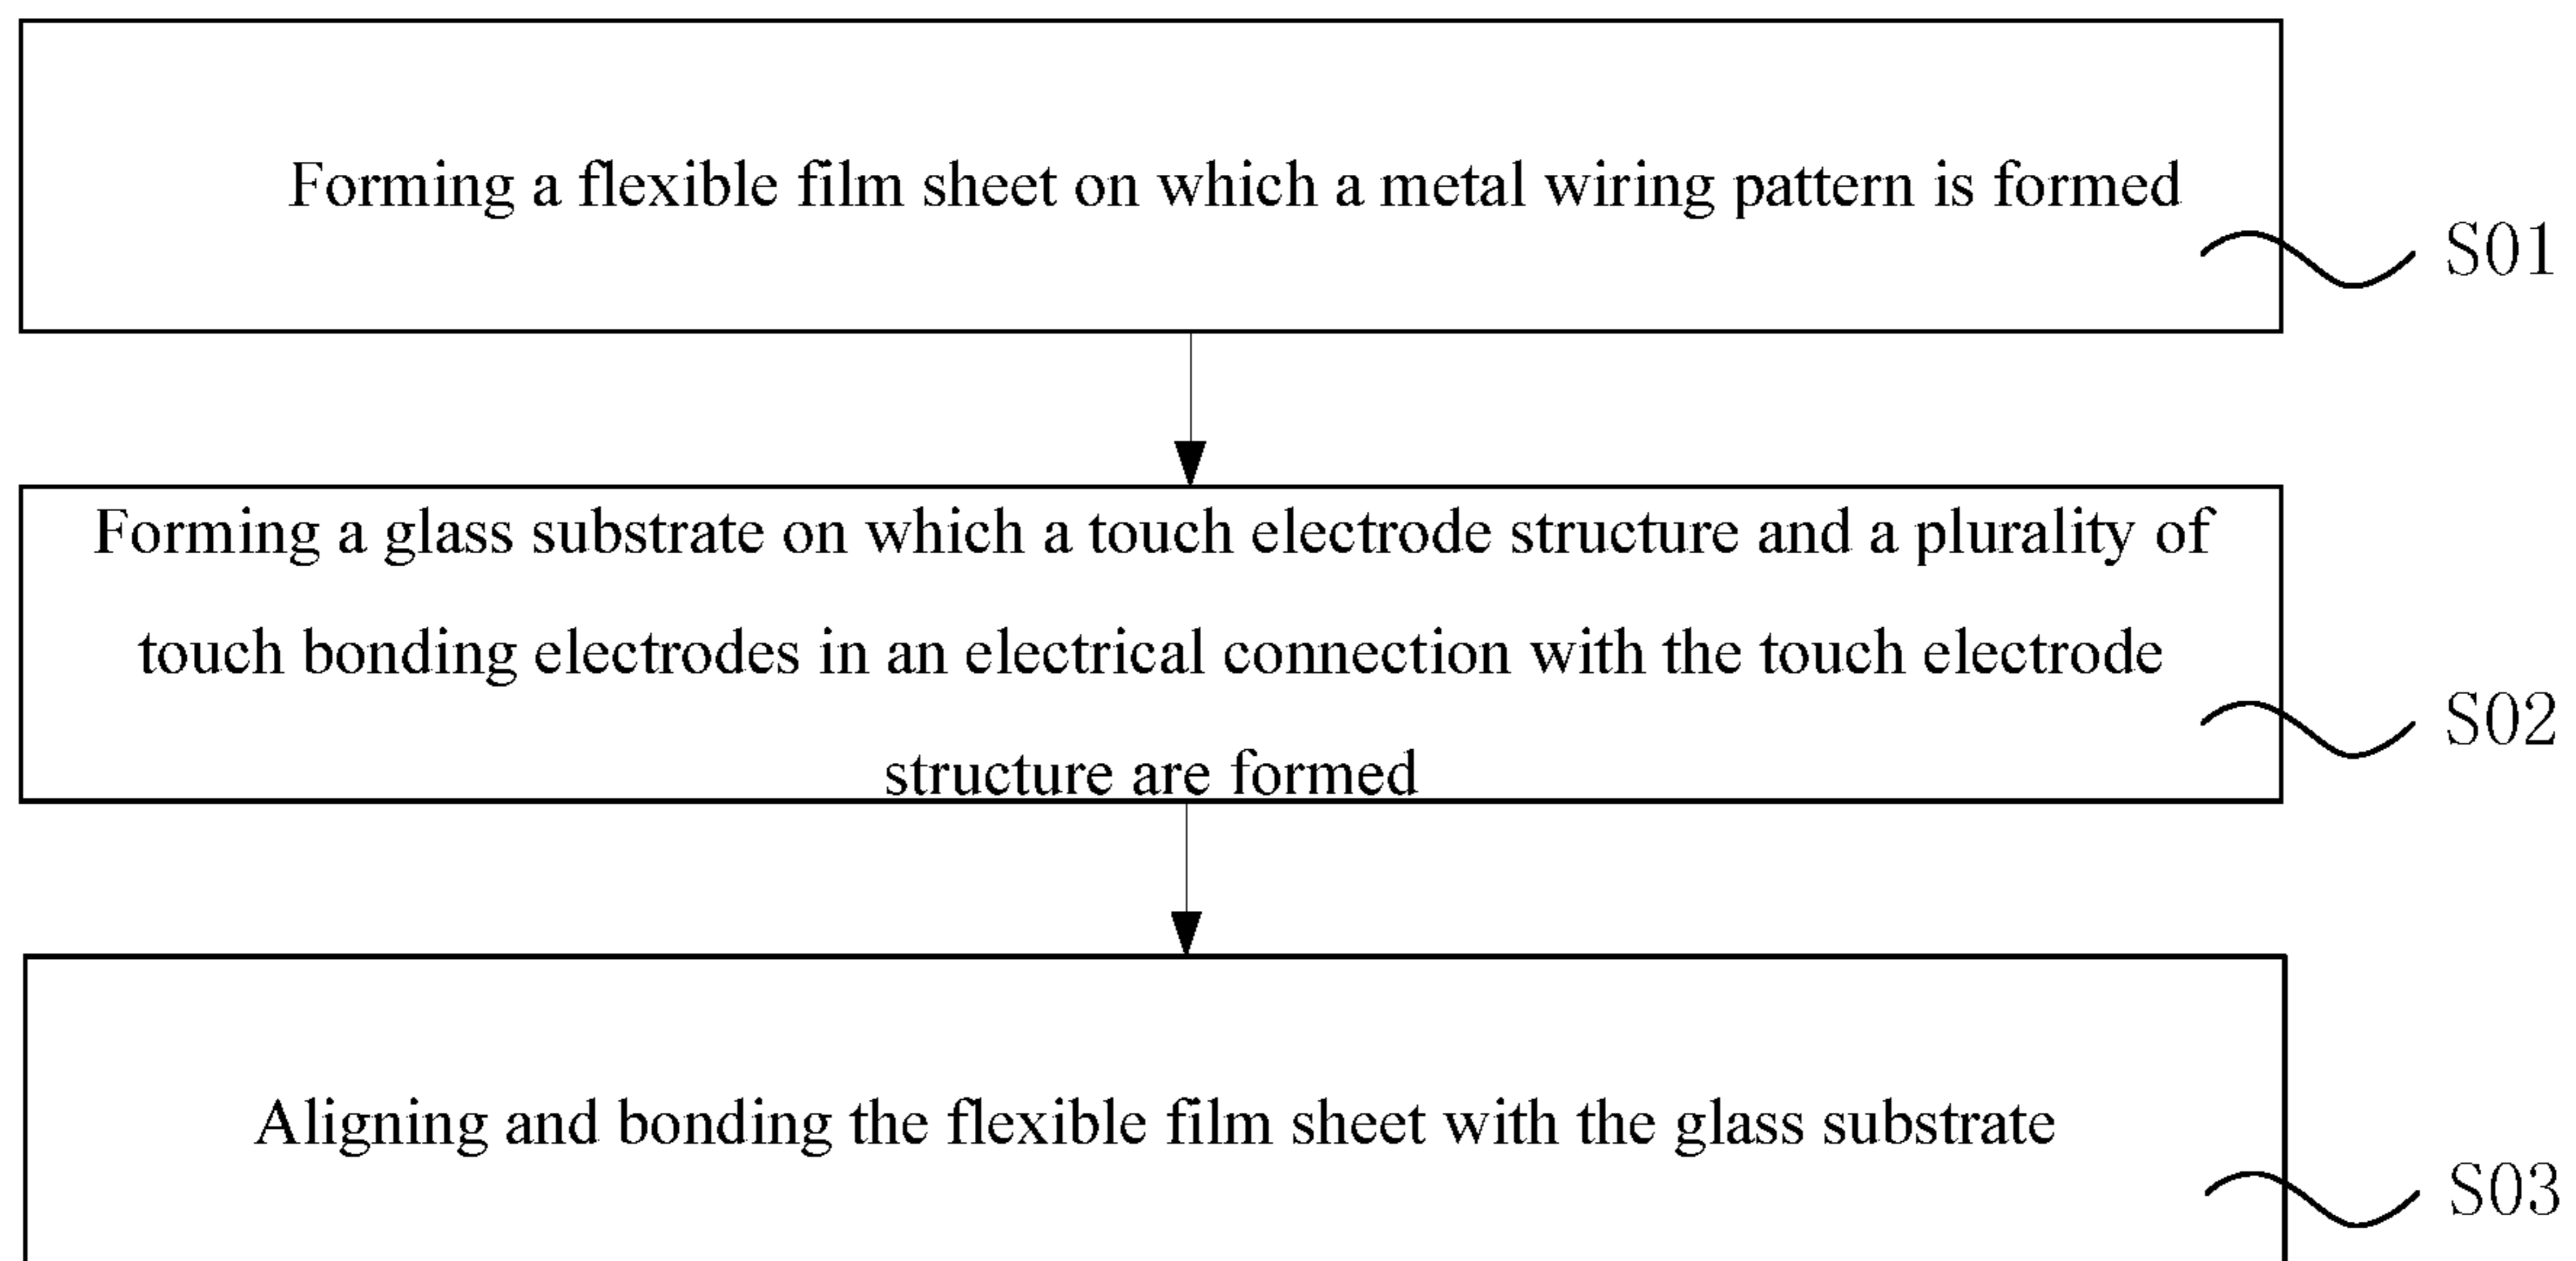 Forming a flexible film sheet on which a metal wiring pattern is formed
S01
Forming a glass substrate on which a touch electrode structure and a plurality of
touch bonding electrodes in an electrical connection with the touch electrode
structure are formed
S02
Aligning and bonding the flexible film sheet with the glass substrate
S03